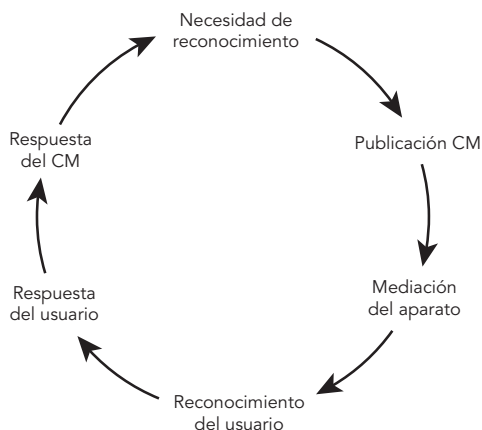 Necesidad de
reconocimiento
Publicación CM
Mediación
del aparato
Reconocimiento
del usuario
Respuesta
del usuario
Respuesta
del CM